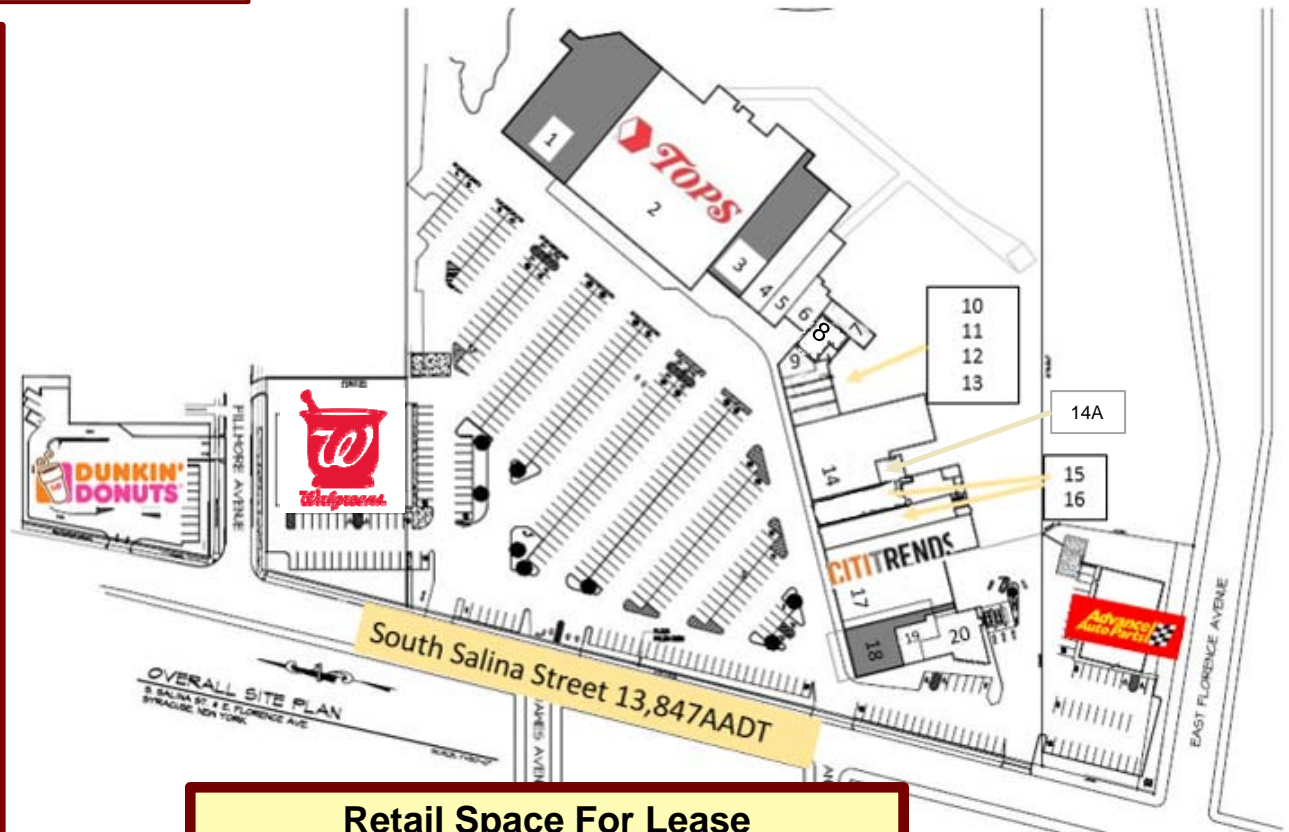 1
TOPS
2
3
4
5
6
7
8
9
10
11
12
13
14A
14
15
16
CITITRENDS
17
18
19
20
DUNKIN'
DONUTS
FILLMORE AVENUE
Walgreens
Advance
Auto Parts
EAST FLORENCE AVENUE
South Salina Street 13,847AADT
OVERALL SITE PLAN
S. SALINA ST. & E. FLORENCE AVE.
SYRACUSE NEW YORK
Retail Space For Lease